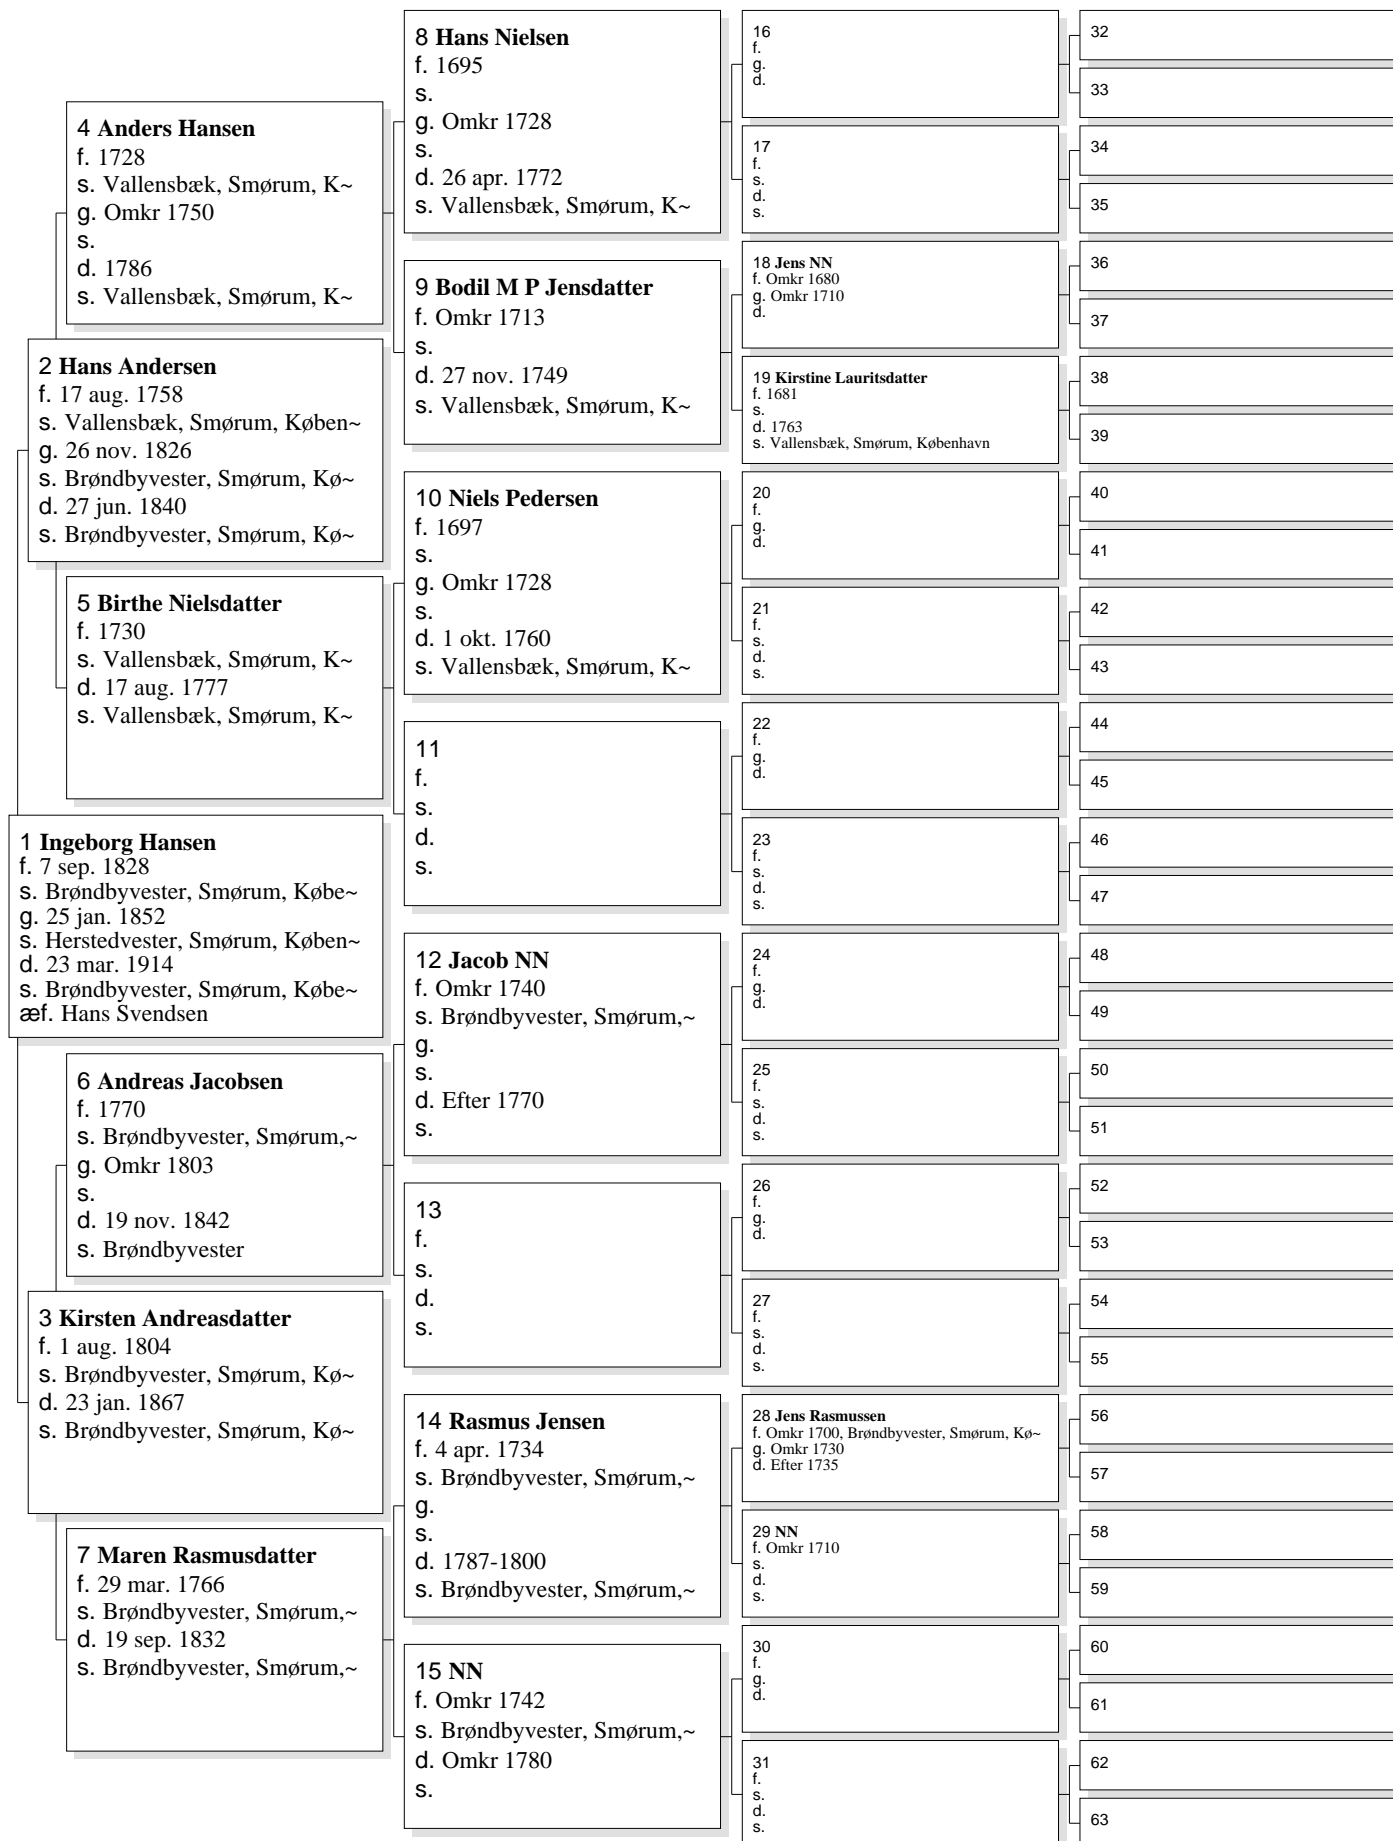 8 Hans Nielsen
f. 1695
s.
g. Omkr 1728
s.
d. 26 apr. 1772
s. Vallensbæk, Smørum, K~
4 Anders Hansen
f. 1728
s. Vallensbæk, Smørum, K~
g. Omkr 1750
s.
d. 1786
s. Vallensbæk, Smørum, K~
9 Bodil M P Jensdatter
f. Omkr 1713
s.
d. 27 nov. 1749
s. Vallensbæk, Smørum, K~
2 Hans Andersen
f. 17 aug. 1758
s. Vallensbæk, Smørum, Køben~
g. 26 nov. 1826
s. Brøndbyvester, Smørum, Kø~
d. 27 jun. 1840
s. Brøndbyvester, Smørum, Kø~
10 Niels Pedersen
f. 1697
s.
g. Omkr 1728
s.
d. 1 okt. 1760
s. Vallensbæk, Smørum, K~
5 Birthe Nielsdatter
f. 1730
s. Vallensbæk, Smørum, K~
d. 17 aug. 1777
s. Vallensbæk, Smørum, K~
11
f.
s.
d.
s.
1 Ingeborg Hansen
f. 7 sep. 1828
s. Brøndbyvester, Smørum, Købe~
g. 25 jan. 1852
s. Herstedvester, Smørum, Køben~
d. 23 mar. 1914
s. Brøndbyvester, Smørum, Købe~
æf. Hans Svendsen
12 Jacob NN
f. Omkr 1740
s. Brøndbyvester, Smørum,~
g.
s.
d. Efter 1770
s.
6 Andreas Jacobsen
f. 1770
s. Brøndbyvester, Smørum,~
g. Omkr 1803
s.
d. 19 nov. 1842
s. Brøndbyvester
13
f.
s.
d.
s.
3 Kirsten Andreasdatter
f. 1 aug. 1804
s. Brøndbyvester, Smørum, Kø~
d. 23 jan. 1867
s. Brøndbyvester, Smørum, Kø~
14 Rasmus Jensen
f. 4 apr. 1734
s. Brøndbyvester, Smørum,~
g.
s.
d. 1787-1800
s. Brøndbyvester, Smørum,~
7 Maren Rasmusdatter
f. 29 mar. 1766
s. Brøndbyvester, Smørum,~
d. 19 sep. 1832
s. Brøndbyvester, Smørum,~
15 NN
f. Omkr 1742
s. Brøndbyvester, Smørum,~
d. Omkr 1780
s.
16
f.
g.
d.
17
f.
s.
d.
s.
18 Jens NN
f. Omkr 1680
g. Omkr 1710
d.
19 Kirstine Lauritsdatter
f. 1681
s.
d. 1763
s. Vallensbæk, Smørum, København
20
f.
g.
d.
21
f.
s.
d.
s.
22
f.
g.
d.
23
f.
s.
d.
s.
24
f.
g.
d.
25
f.
s.
d.
s.
26
f.
g.
d.
27
f.
s.
d.
s.
28 Jens Rasmussen
f. Omkr 1700, Brøndbyvester, Smørum, Kø~
g. Omkr 1730
d. Efter 1735
29 NN
f. Omkr 1710
s.
d.
s.
30
f.
g.
d.
31
f.
s.
d.
s.
32
33
34
35
36
37
38
39
40
41
42
43
44
45
46
47
48
49
50
51
52
53
54
55
56
57
58
59
60
61
62
63